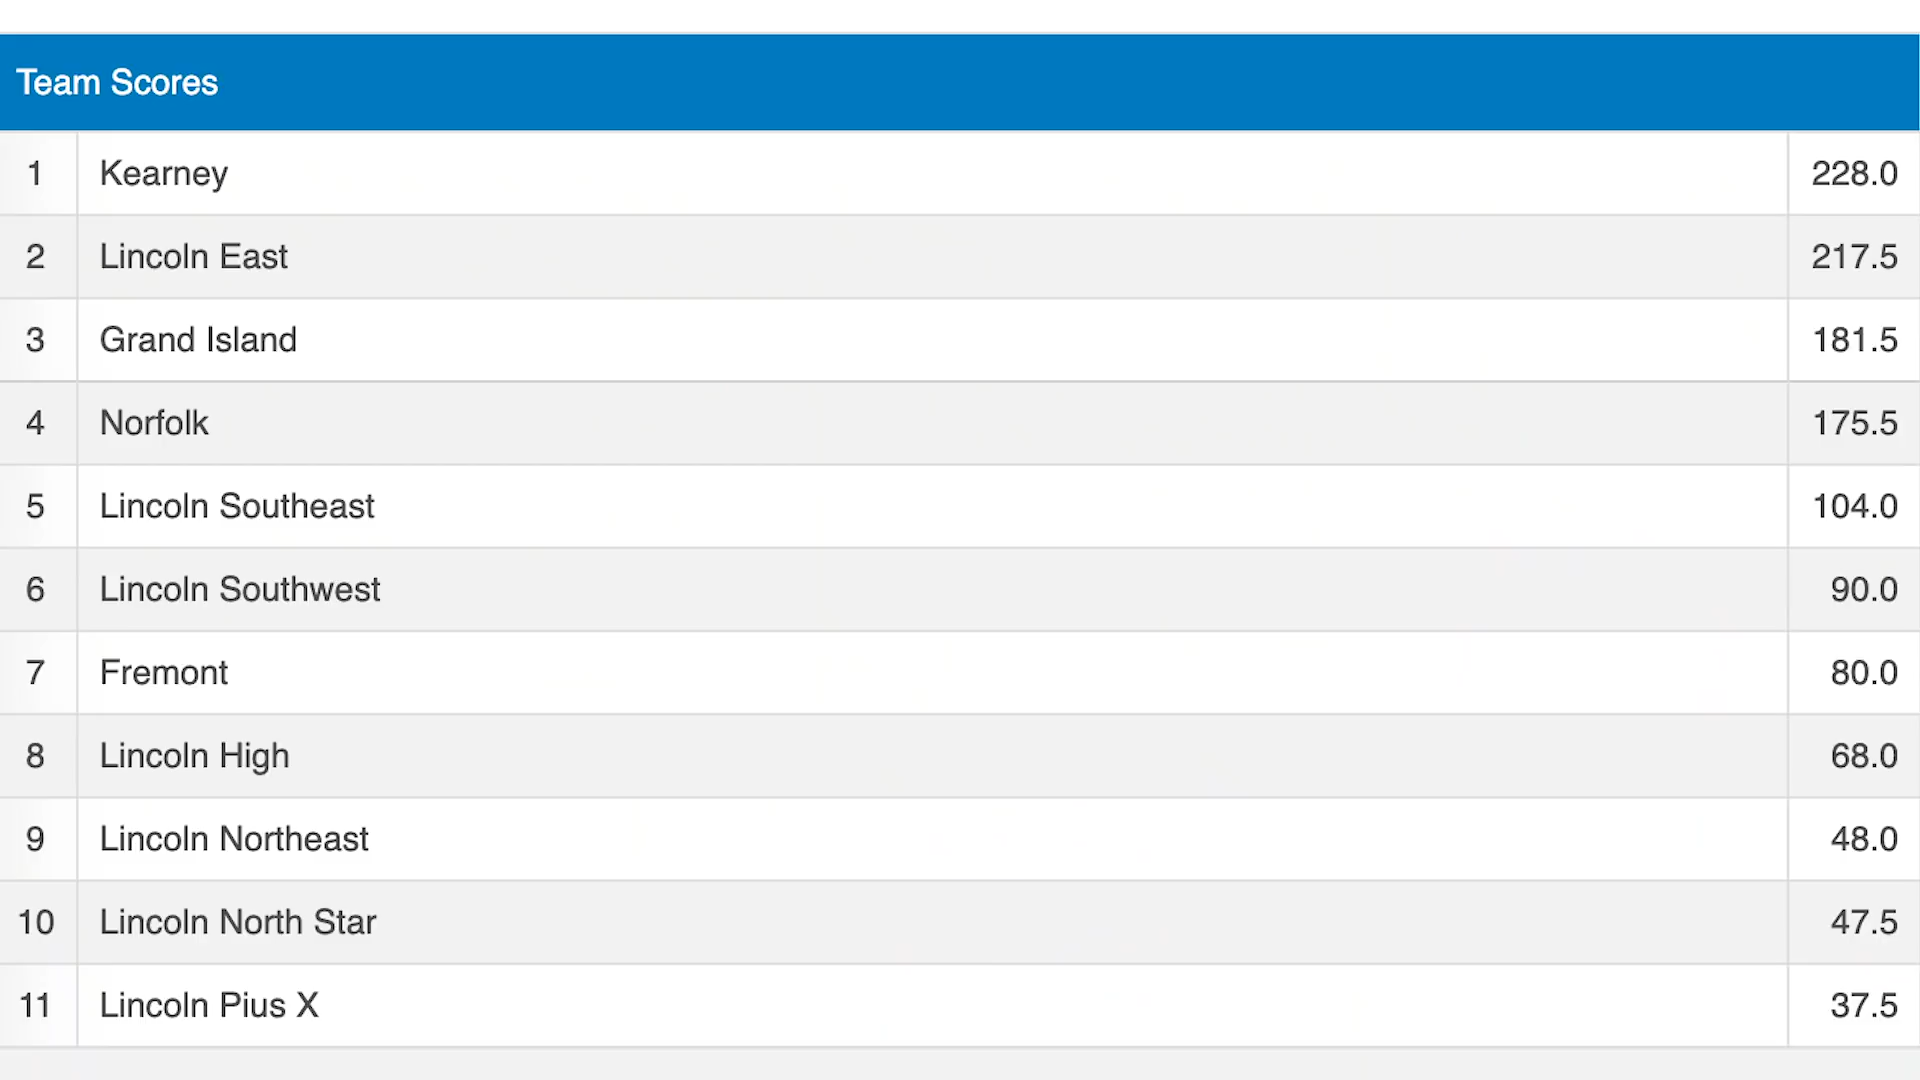 Team Scores
1 Kearney 228.0
2 Lincoln East 217.5
3 Grand Island 181.5
4 Norfolk 175.5
5 Lincoln Southeast 104.0
6 Lincoln Southwest 90.0
7 Fremont 80.0
8 Lincoln High 68.0
9 Lincoln Northeast 48.0
10 Lincoln North Star 47.5
11 Lincoln Pius X 37.5